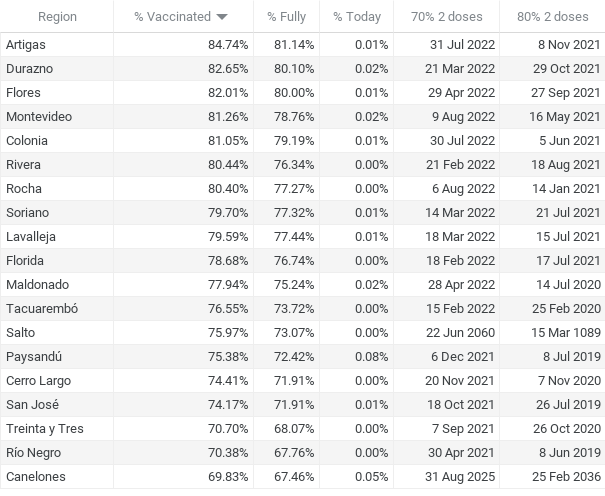 Region % Vaccinated % Fully % Today 70% 2 doses 80% 2 doses
Artigas 84.74% 81.14% 0.01% 31 Jul 2022 8 Nov 2021
Durazno 82.65% 80.10% 0.02% 21 Mar 2022 29 Oct 2021
Flores 82.01% 80.00% 0.01% 29 Apr 2022 27 Sep 2021
Montevideo 81.26% 78.76% 0.02% 9 Aug 2022 16 May 2021
Colonia 81.05% 79.19% 0.01% 30 Jul 2022 5 Jun 2021
Rivera 80.44% 76.34% 0.00% 21 Feb 2022 18 Aug 2021
Rocha 80.40% 77.27% 0.00% 6 Aug 2022 14 Jan 2021
Soriano 79.70% 77.32% 0.01% 14 Mar 2022 21 Jul 2021
Lavalleja 79.59% 77.44% 0.01% 18 Mar 2022 15 Jul 2021
Florida 78.68% 76.74% 0.00% 18 Feb 2022 17 Jul 2021
Maldonado 77.94% 75.24% 0.02% 28 Apr 2022 14 Jul 2020
Tacuarembó 76.55% 73.72% 0.00% 15 Feb 2022 25 Feb 2020
Salto 75.97% 73.07% 0.00% 22 Jun 2060 15 Mar 1089
Paysandú 75.38% 72.42% 0.08% 6 Dec 2021 8 Jul 2019
Cerro Largo 74.41% 71.91% 0.00% 20 Nov 2021 7 Nov 2020
San José 74.17% 71.91% 0.01% 18 Oct 2021 26 Jul 2019
Treinta y Tres 70.70% 68.07% 0.00% 7 Sep 2021 26 Oct 2020
Río Negro 70.38% 67.76% 0.00% 30 Apr 2021 8 Jun 2019
Canelones 69.83% 67.46% 0.05% 31 Aug 2025 25 Feb 2036